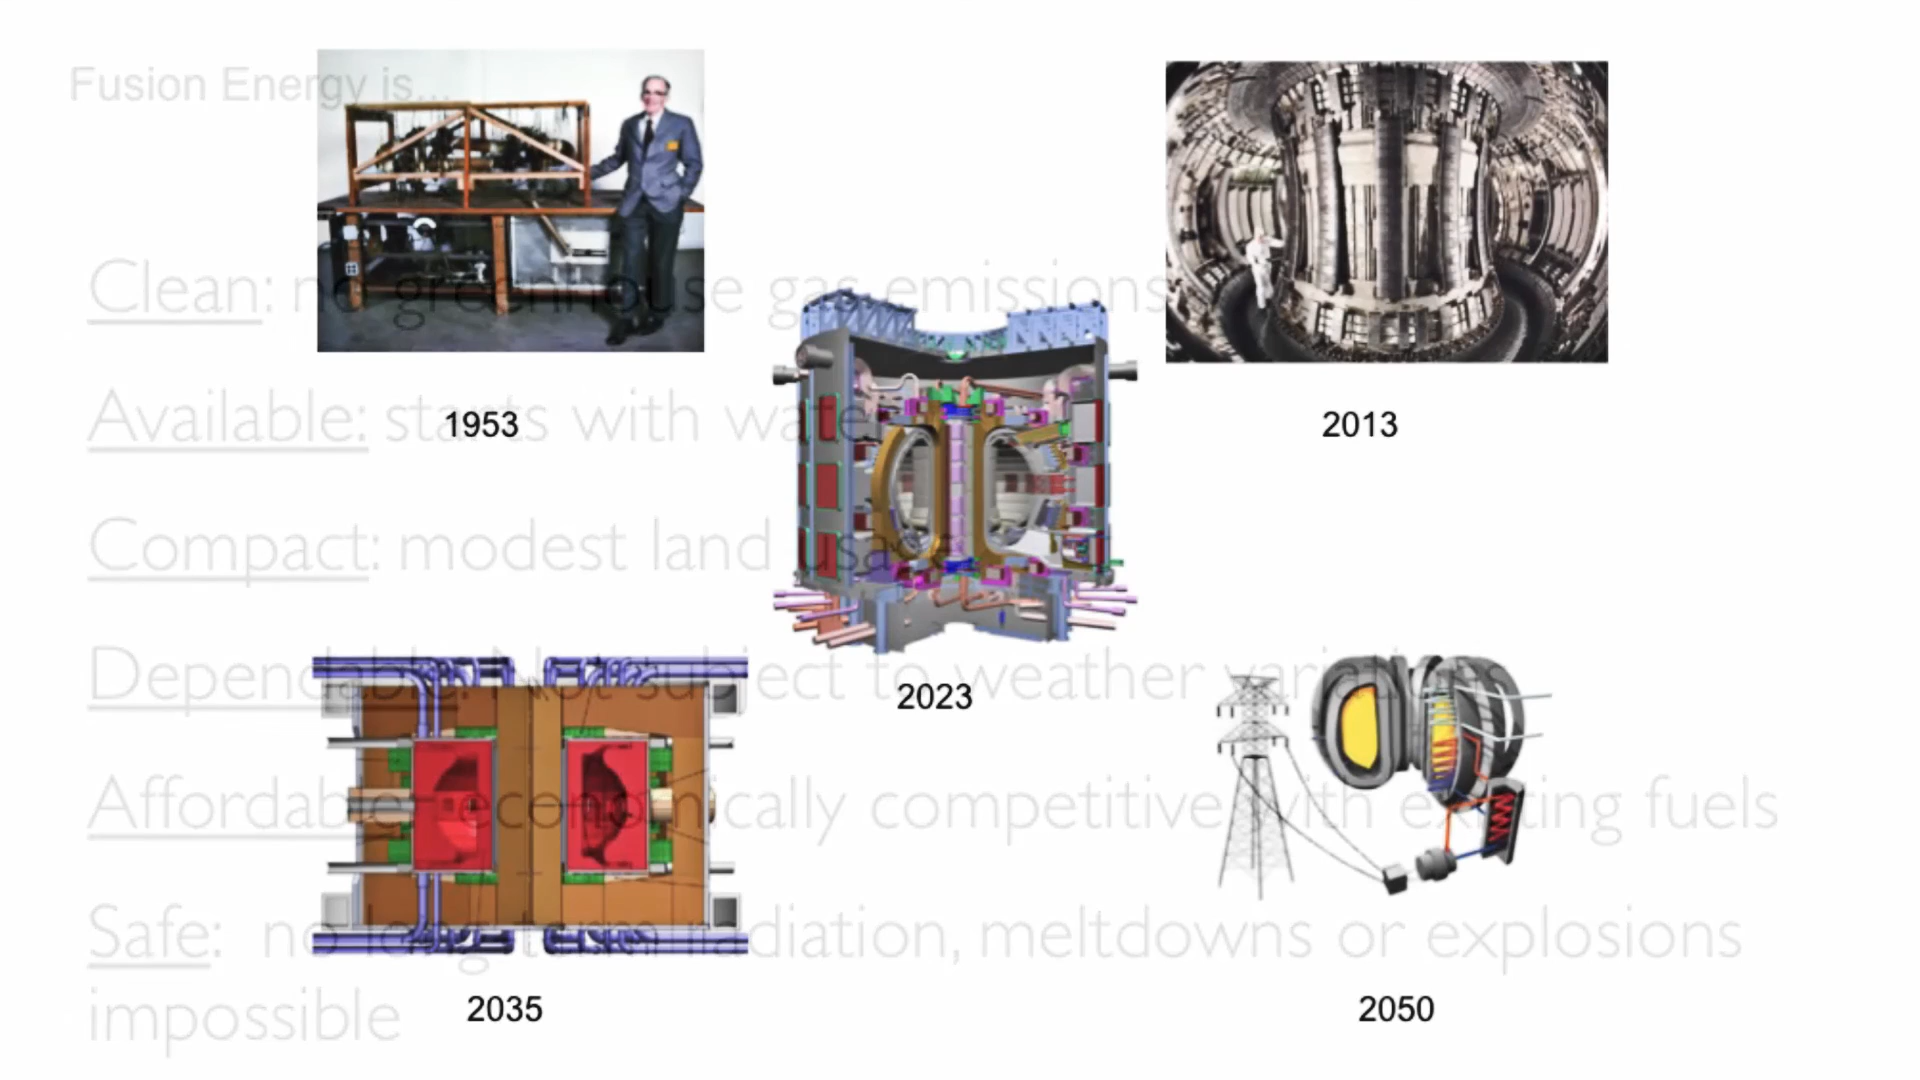 Fusion Energy is...
Clean: no greenhouse gas emissions
Available: starts with water
1953
2013
Compact: modest land usage
Dependable: Not subject to weather variations
2023
Affordable: economically competitive with existing fuels
Safe: no long-term radiation, meltdowns or explosions
impossible
2035
2050